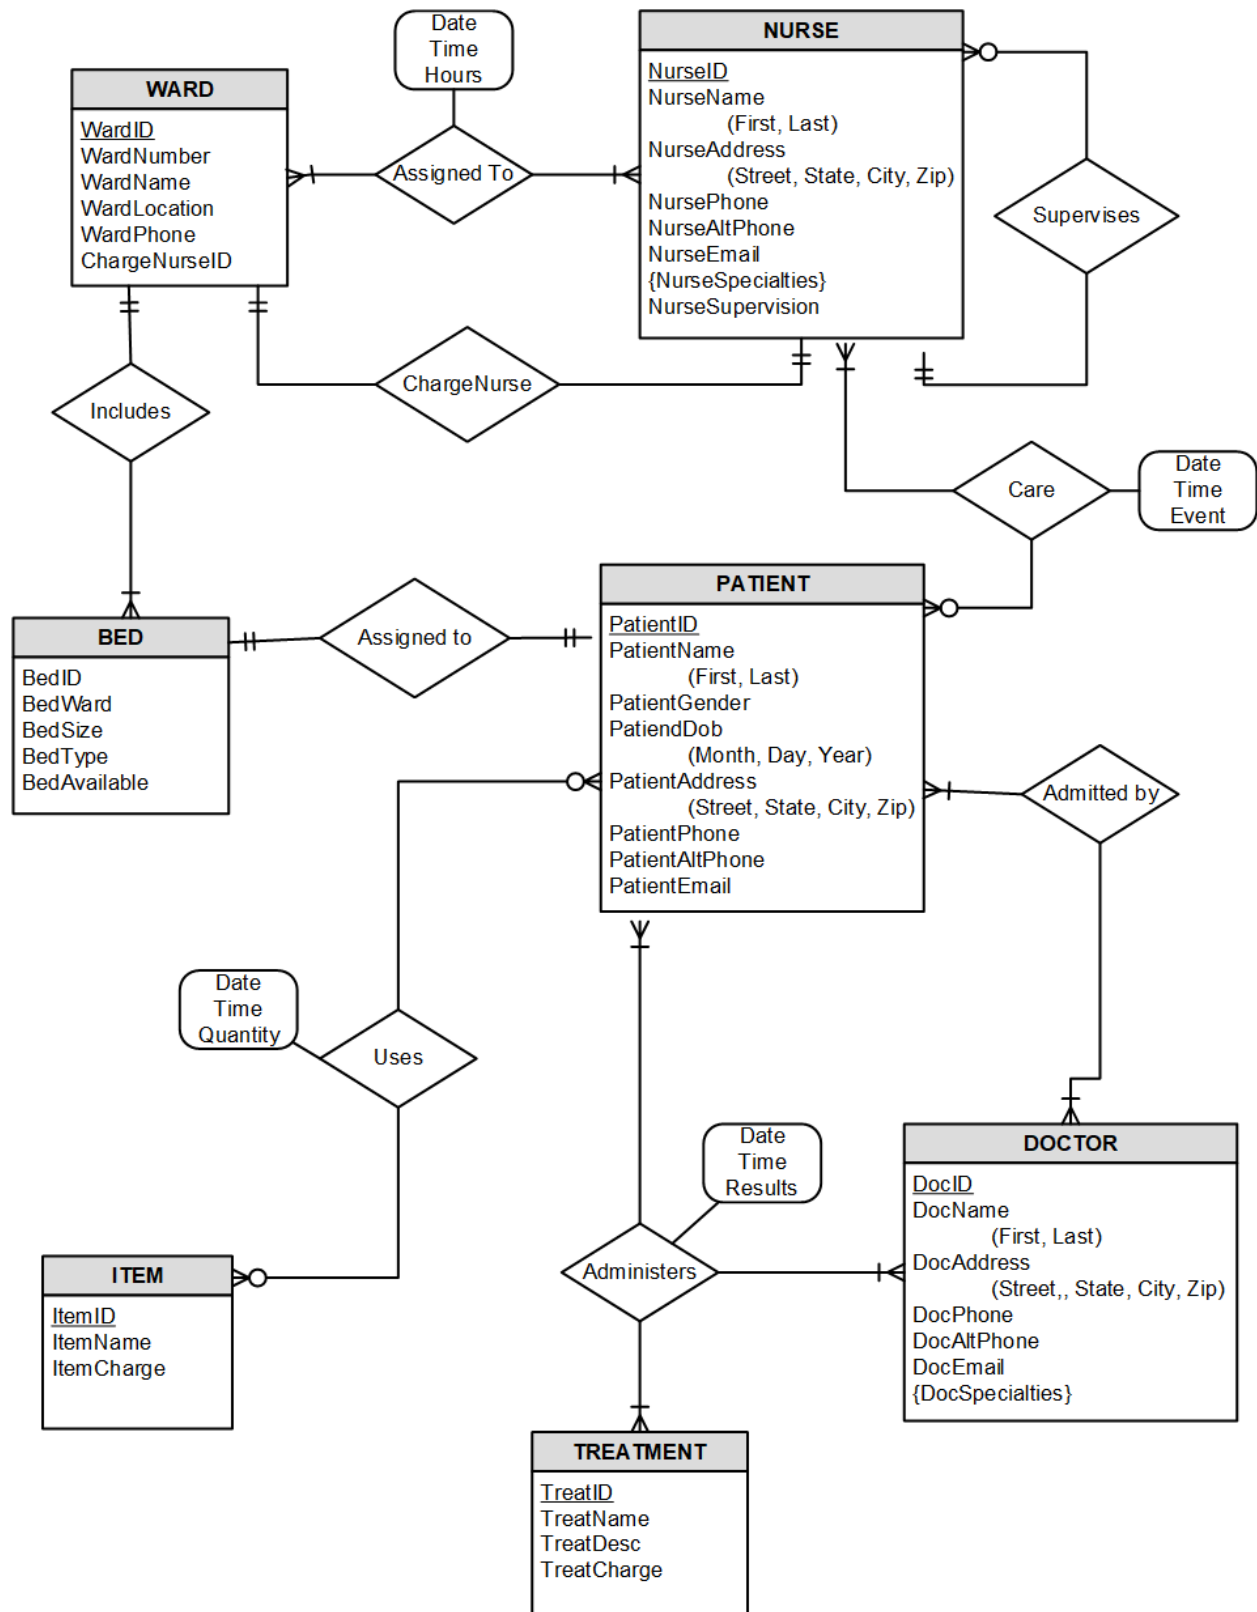 Date
Time
Hours
NURSE
NurseID
NurseName
(First, Last)
NurseAddress
(Street, State, City, Zip)
NursePhone
NurseAltPhone
NurseEmail
{NurseSpecialties}
NurseSupervision
WARD
WardID
WardNumber
WardName
WardLocation
WardPhone
ChargeNurseID
Assigned To
Supervises
ChargeNurse
Includes
Care
Date
Time
Event
BED
BedID
BedWard
BedSize
BedType
BedAvailable
Assigned to
PATIENT
PatientID
PatientName
(First, Last)
PatientGender
PatiendDob
(Month, Day, Year)
PatientAddress
(Street, State, City, Zip)
PatientPhone
PatientAltPhone
PatientEmail
Admitted by
Date
Time
Quantity
Uses
Date
Time
Results
DOCTOR
DocID
DocName
(First, Last)
DocAddress
(Street,, State, City, Zip)
DocPhone
DocAltPhone
DocEmail
{DocSpecialties}
ITEM
ItemID
ItemName
ItemCharge
Administers
TREATMENT
TreatID
TreatName
TreatDesc
TreatCharge